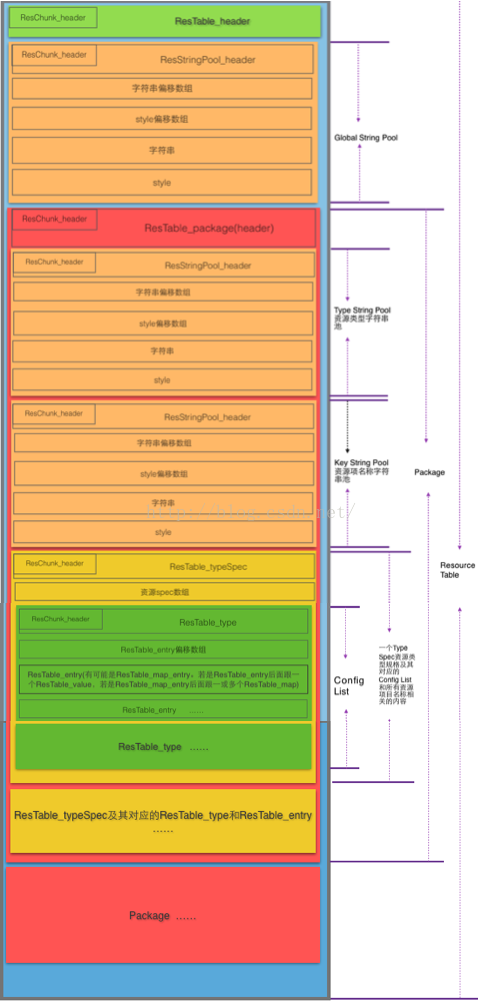 ResChunk_header
ResTable_header
ResChunk_header
ResStringPool_header
字符串偏移数组
style偏移数组
字符串
style
Global String Pool
ResChunk_header
ResTable_package(header)
ResChunk_header
ResStringPool_header
字符串偏移数组
style偏移数组
字符串
style
Type String Pool
资源类型字符串
池
ResChunk_header
ResStringPool_header
字符串偏移数组
style偏移数组
字符串
style
Key String Pool
资源项名称字符
串池
Package
http://blog.csdn.net/
ResChunk_header
ResTable_typeSpec
资源spec数组
Resource
Table
ResChunk_header
ResTable_type
ResTable_entry偏移数组
ResTable_entry(有可能是ResTable_map_entry。若是ResTable_entry后面跟一
个ResTable_value．若是ResTable_map_entry后面跟一或多个ResTable_map)
ResTable_entry ……
ResTable_type ……
Config
List
一个Type
Spec资源类
型规格及其
对应的
Config List
和所有资源
项目名称相
关的内容
ResTable_typeSpec及其对应的ResTable_type和ResTable_entry
……
Package ……